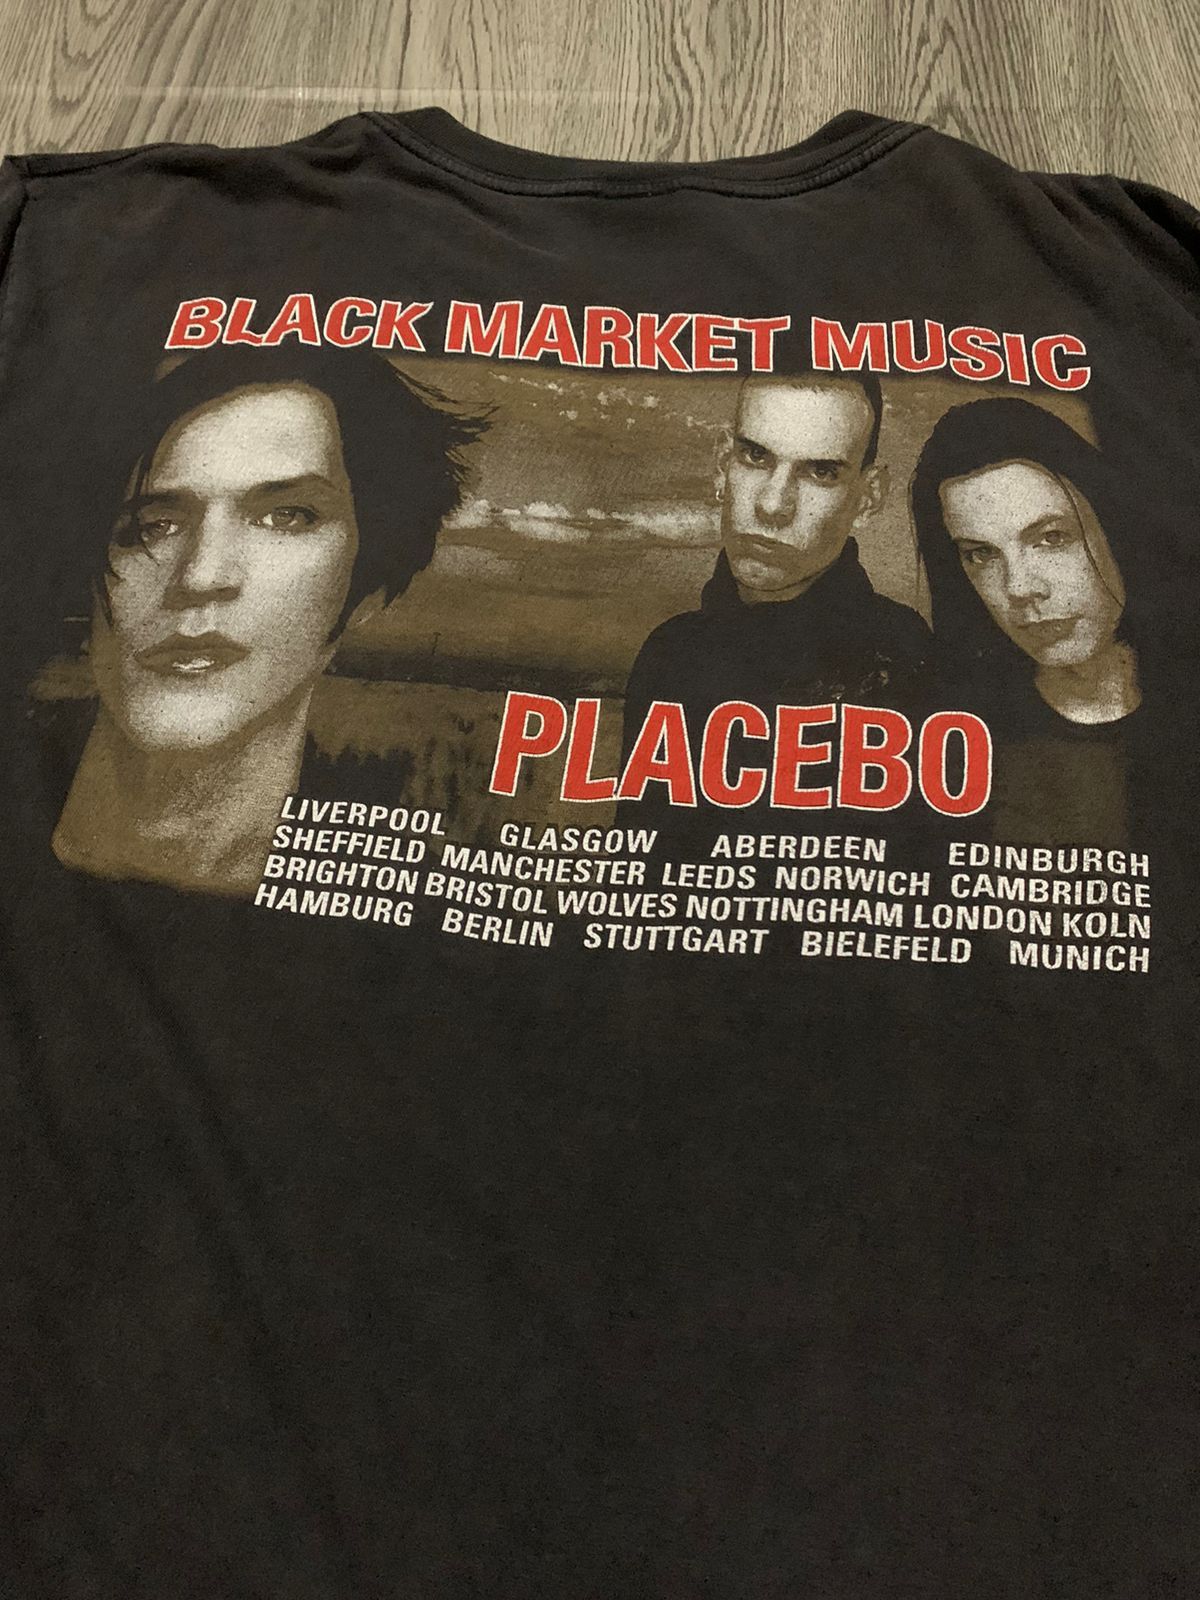 BLACK MARKET MUSIC
PLACEBO
LIVERPOOL GLASGOW ABERDEEN EDINBURGH
SHEFFIELD MANCHESTER LEEDS NORWICH CAMBRIDGE
BRIGHTON BRISTOL WOLVES NOTTINGHAM LONDON KOLN
HAMBURG BERLIN STUTTGART BIELEFELD MUNICH